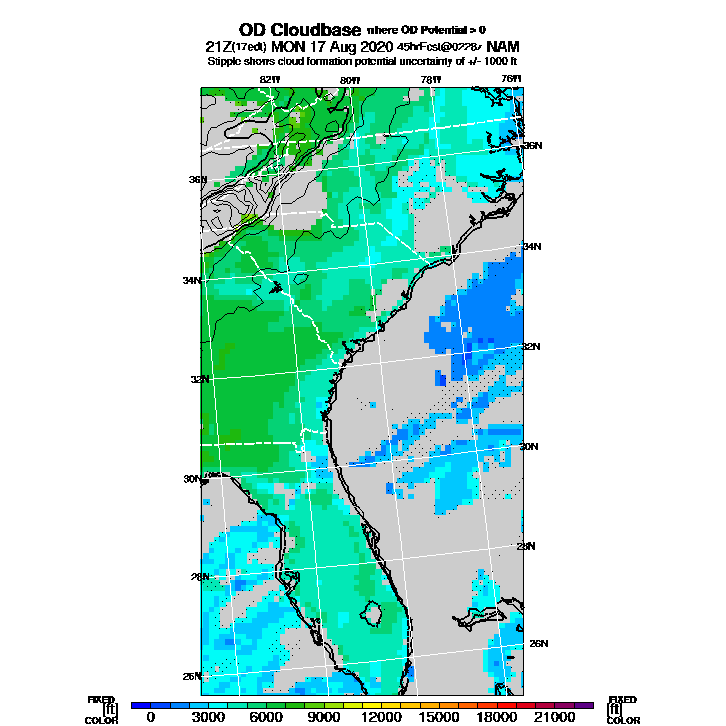 OD Cloudbase where OD Potential > 0
21Z(17edt) MON 17 Aug 2020 45hrFcst@0228z NAM
Stipple shows cloud formation potential uncertainty of +/- 1000 ft
82W 80W 78W 76W
36N
36N
34N
34N
32N
32N
30N
30N
28N
28N
26N
26N
FIXED FIXED
[ft] [ft]
COLOR COLOR
0 3000 6000 9000 12000 15000 18000 21000